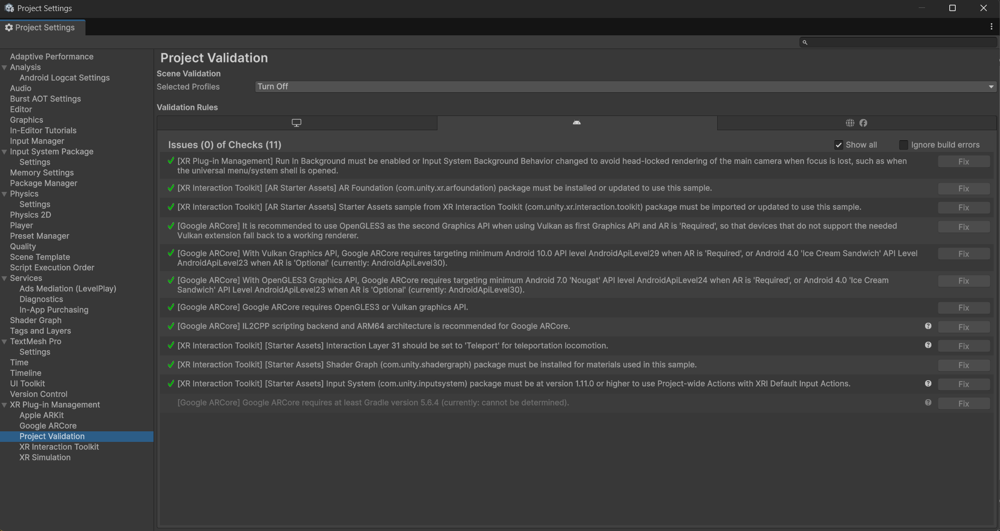 Project Settings
Project Settings
Adaptive Performance
Analysis
Android Logcat Settings
Audio
Burst AOT Settings
Editor
Graphics
In-Editor Tutorials
Input Manager
Input System Package
Settings
Memory Settings
Package Manager
Physics
Settings
Physics 2D
Player
Preset Manager
Quality
Scene Template
Script Execution Order
Services
Ads Mediation (LevelPlay)
Diagnostics
In-App Purchasing
Shader Graph
Tags and Layers
TextMesh Pro
Settings
Time
Timeline
UI Toolkit
Version Control
XR Plug-in Management
Apple ARKit
Google ARCore
Project Validation
XR Interaction Toolkit
XR Simulation
Project Validation
Scene Validation
Selected Profiles Turn Off
Validation Rules
Issues (0) of Checks (11) Show all Ignore build errors
[XR Plug-in Management] Run In Background must be enabled or Input System Background Behavior changed to avoid head-locked rendering of the main camera when focus is lost, such as when Fix
the universal menu/system shell is opened.
[XR Interaction Toolkit] [AR Starter Assets] AR Foundation (com.unity.xr.arfoundation) package must be installed or updated to use this sample. Fix
[XR Interaction Toolkit] [AR Starter Assets] Starter Assets sample from XR Interaction Toolkit (com.unity.xr.interaction.toolkit) package must be imported or updated to use this sample. Fix
[Google ARCore] It is recommended to use OpenGLES3 as the second Graphics API when using Vulkan as first Graphics API and AR is 'Required', so that devices that do not support the needed Fix
Vulkan extension fall back to a working renderer.
[Google ARCore] With Vulkan Graphics API, Google ARCore requires targeting minimum Android 10.0 API level AndroidApiLevel29 when AR is 'Required', or Android 4.0 'Ice Cream Sandwich' API Level Fix
AndroidApiLevel23 when AR is 'Optional' (currently: AndroidApiLevel30).
[Google ARCore] With OpenGLES3 Graphics API, Google ARCore requires targeting minimum Android 7.0 'Nougat' API level AndroidApiLevel24 when AR is 'Required', or Android 4.0 'Ice Cream Fix
Sandwich' API Level AndroidApiLevel23 when AR is 'Optional' (currently: AndroidApiLevel30).
[Google ARCore] Google ARCore requires OpenGLES3 or Vulkan graphics API. Fix
[Google ARCore] IL2CPP scripting backend and ARM64 architecture is recommended for Google ARCore. ? Fix
[XR Interaction Toolkit] [Starter Assets] Interaction Layer 31 should be set to 'Teleport' for teleportation locomotion. ? Fix
[XR Interaction Toolkit] [Starter Assets] Shader Graph (com.unity.shadergraph) package must be installed for materials used in this sample. Fix
[XR Interaction Toolkit] [Starter Assets] Input System (com.unity.inputsystem) package must be at version 1.11.0 or higher to use Project-wide Actions with XRI Default Input Actions. ? Fix
[Google ARCore] Google ARCore requires at least Gradle version 5.6.4 (currently: cannot be determined). ? Fix